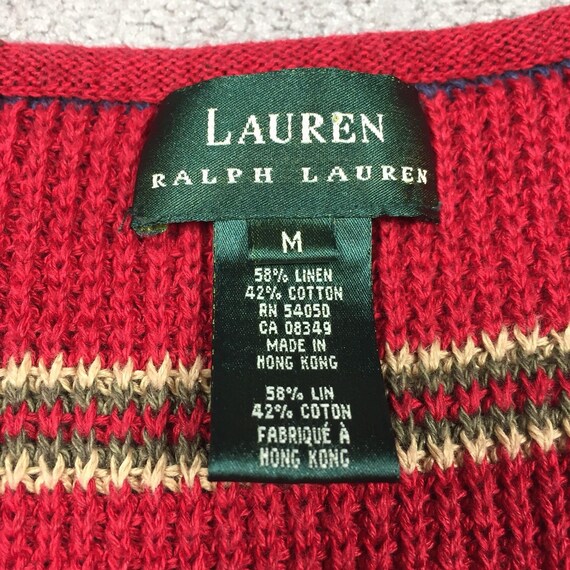 LAUREN
RALPH LAUREN
M
58% LINEN
42% COTTON
RN 54050
CA 08349
MADE IN
HONG KONG
58% LIN
42% COTON
FABRIQUÉ À
HONG KONG